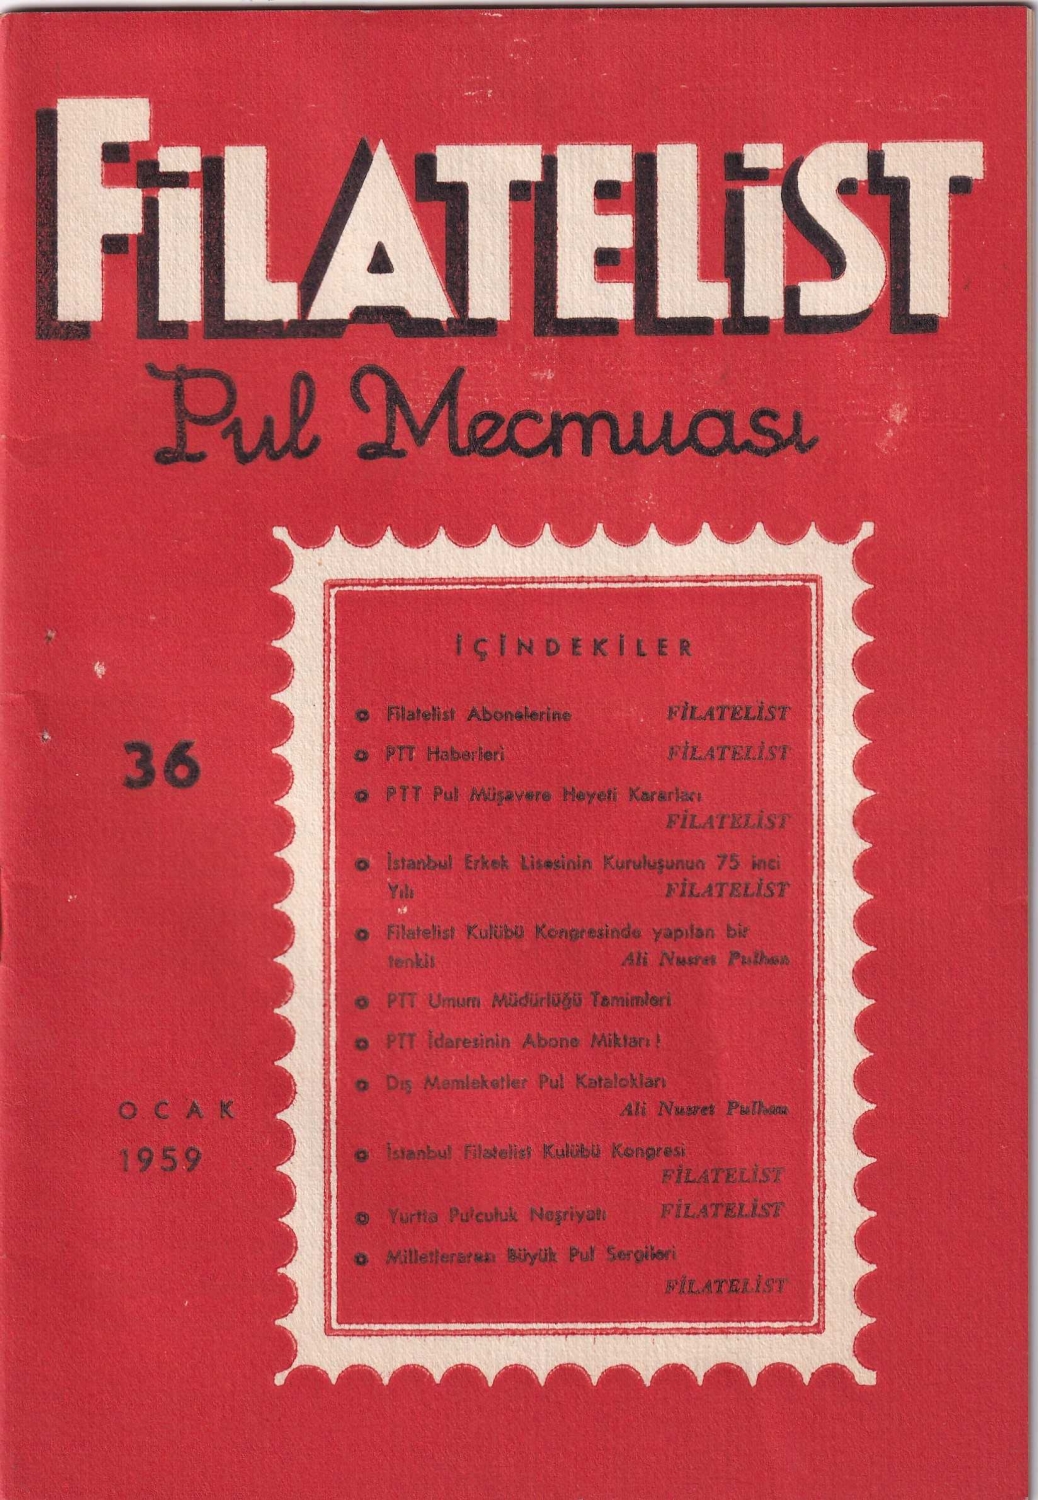 FİLATELİST
Pul Mecmuası
İÇİNDEKİLER
Filatelist Abonelerine FİLATELİST
PTT Haberleri FİLATELİST
36
PTT Pul Müşavere Heyeti Kararları
FİLATELİST
İstanbul Erkek Lisesinin Kuruluşunun 75 inci
Yılı FİLATELİST
Filatelist Kulübü Kongresinde yapılan bir
tenkit Ali Nusret Pulhan
PTT Umum Müdürlüğü Tamimleri
PTT İdaresinin Abone Miktarı!
Dış Memleketler Pul Katalokları
Ali Nusret Pulhan
OCAK
1959
İstanbul Filatelist Kulübü Kongresi
FİLATELİST
Yurtta Pulculuk Neşriyatı FİLATELİST
Milletlerarası Büyük Pul Sergileri
FİLATELİST